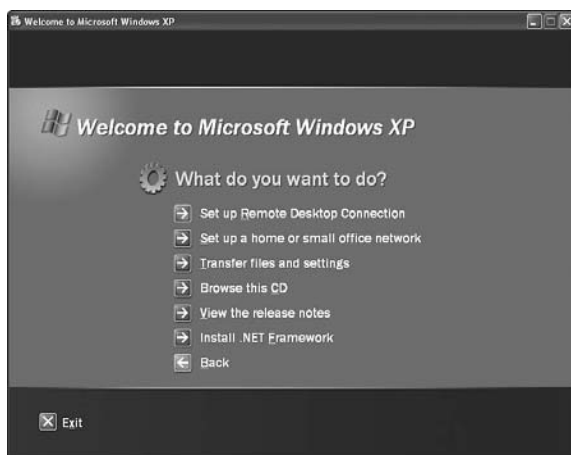 Welcome to Microsoft Windows XP
Welcome to Microsoft Windows XP
What do you want to do?
Set up Remote Desktop Connection
Set up a home or small office network
Transfer files and settings
Browse this CD
View the release notes
Install .NET Framework
Back
Exit